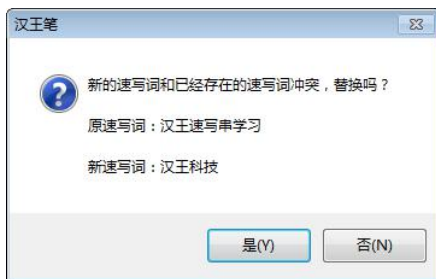 汉王笔
新的速写词和已经存在的速写词冲突，替换吗？
原速写词：汉王速写串学习
新速写词：汉王科技
是(Y)
否(N)